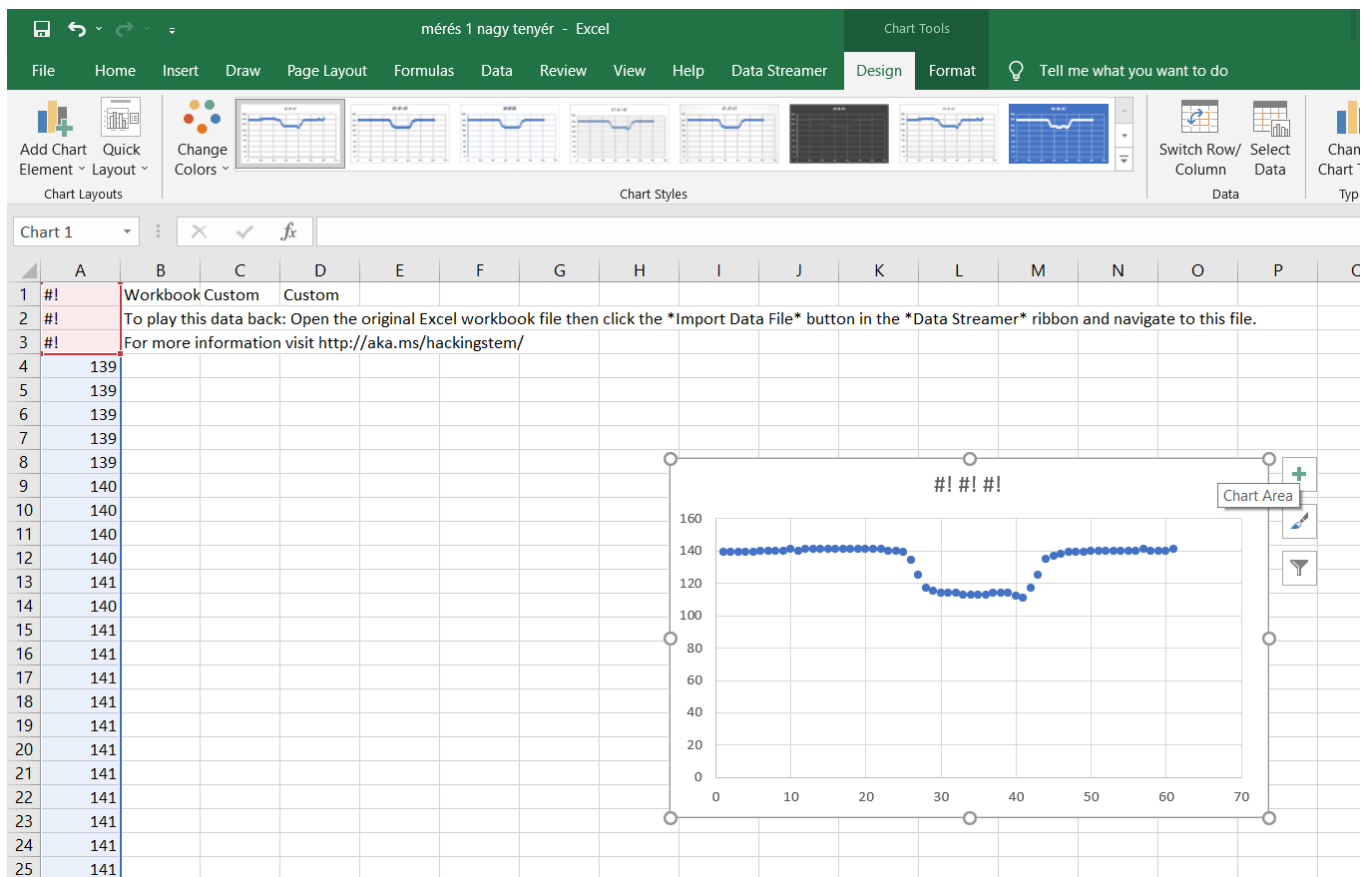 mérés 1 nagy tenyér - Excel
Chart Tools
File Home Insert Draw Page Layout Formulas Data Review View Help Data Streamer Design Format Tell me what you want to do
Add Chart Element
Quick Layout
Change Colors
Switch Row/ Column
Select Data
Chart Layouts
Chart Styles
Data
Chart 1
fx
A B C D E F G H I J K L M N O P
1 #! Workbook Custom Custom
2 #! To play this data back: Open the original Excel workbook file then click the *Import Data File* button in the *Data Streamer* ribbon and navigate to this file.
3 #! For more information visit http://aka.ms/hackingstem/
4 139
5 139
6 139
7 139
8 139
9 140
10 140
11 140
12 140
13 141
14 140
15 141
16 141
17 141
18 141
19 141
20 141
21 141
22 141
23 141
24 141
25 141
#! #! #!
Chart Area
160
140
120
100
80
60
40
20
0
0 10 20 30 40 50 60 70